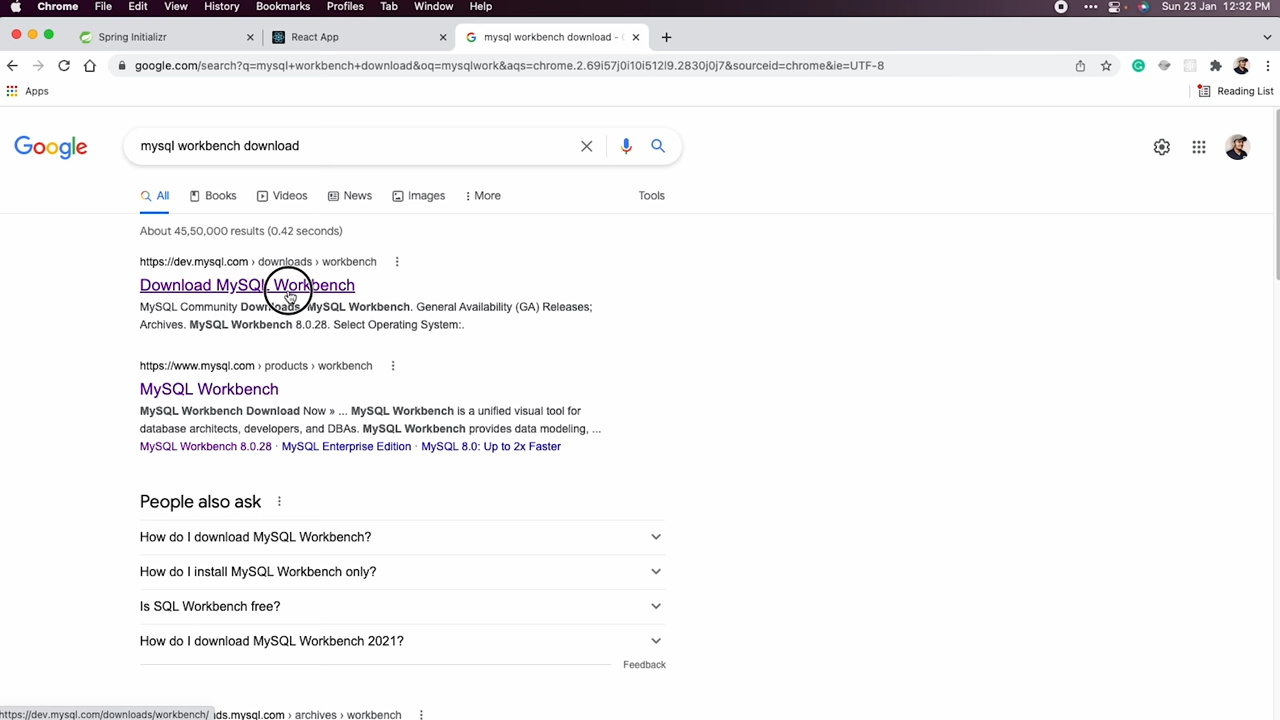 Chrome File Edit View History Bookmarks Profiles Tab Window Help Sun 23 Jan 12:32 PM
Spring Initializr React App mysql workbench download -
google.com/search?q=mysql+workbench+download&oq=mysqlwork&aqs=chrome.2.69i57j0i10i512l9.2830j0j7&sourceid=chrome&ie=UTF-8
Apps Reading List
Google mysql workbench download
All Books Videos News Images More Tools
About 45,50,000 results (0.42 seconds)
https://dev.mysql.com › downloads › workbench
Download MySQL Workbench
MySQL Community Downloads. MySQL Workbench. General Availability (GA) Releases;
Archives. MySQL Workbench 8.0.28. Select Operating System:.
https://www.mysql.com › products › workbench
MySQL Workbench
MySQL Workbench Download Now » ... MySQL Workbench is a unified visual tool for
database architects, developers, and DBAs. MySQL Workbench provides data modeling, ...
MySQL Workbench 8.0.28 · MySQL Enterprise Edition · MySQL 8.0: Up to 2x Faster
People also ask
How do I download MySQL Workbench?
How do I install MySQL Workbench only?
Is SQL Workbench free?
How do I download MySQL Workbench 2021?
Feedback
https://dev.mysql.com/downloads/workbench/ ds.mysql.com › archives › workbench